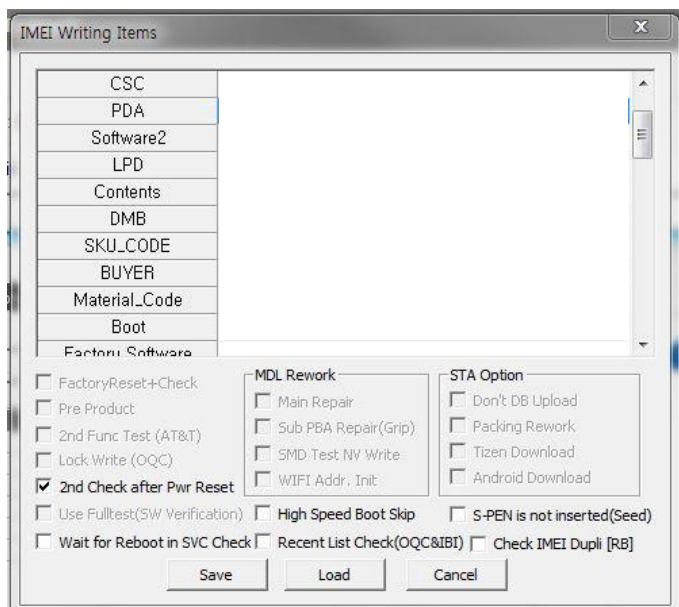 IMEI Writing Items
CSC
PDA
Software2
LPD
Contents
DMB
SKU_CODE
BUYER
Material_Code
Boot
Factory Software
FactoryReset+Check
Pre Product
2nd Func Test (AT&T)
Lock Write (OQC)
2nd Check after Pwr Reset
MDL Rework
Main Repair
Sub PBA Repair(Grip)
SMD Test NV Write
WIFI Addr. Init
STA Option
Don't DB Upload
Packing Rework
Tizen Download
Android Download
Use Fulltest(SW Verification)
High Speed Boot Skip
S-PEN is not inserted(Seed)
Wait for Reboot in SVC Check
Recent List Check(OQC&IBI)
Check IMEI Dupli [RB]
Save
Load
Cancel